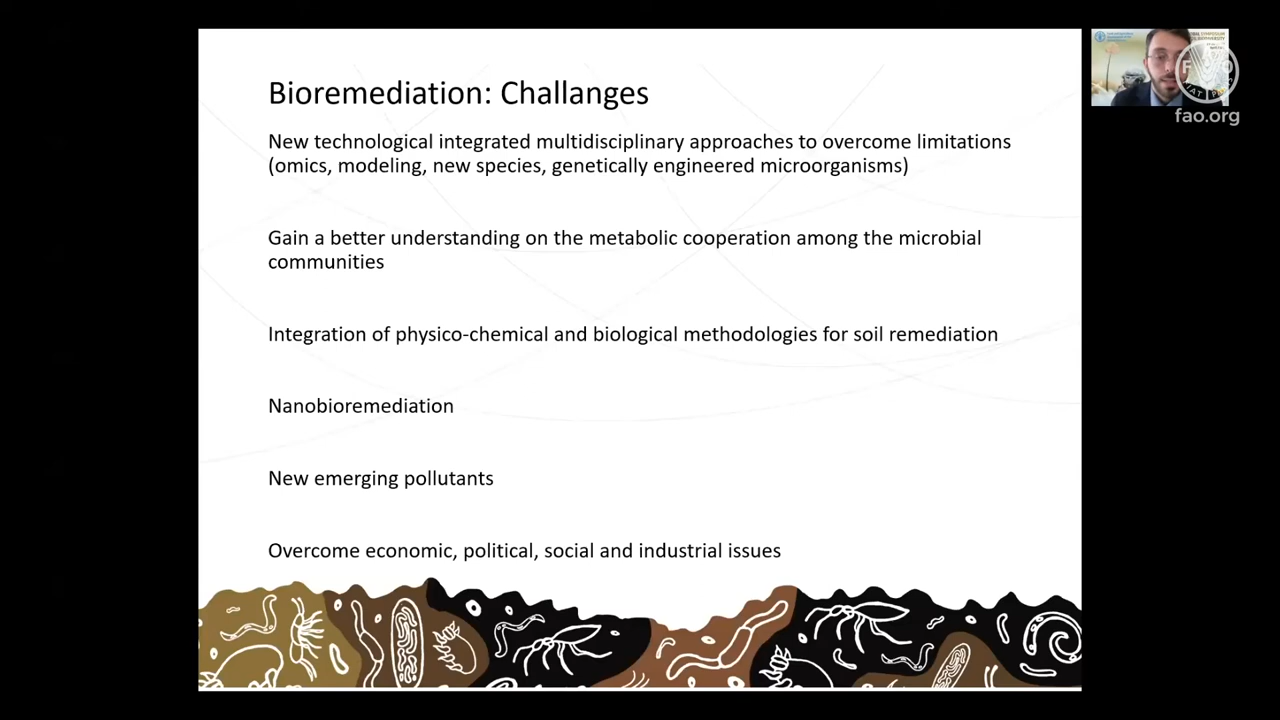 Bioremediation: Challanges
New technological integrated multidisciplinary approaches to overcome limitations
(omics, modeling, new species, genetically engineered microorganisms)
Gain a better understanding on the metabolic cooperation among the microbial
communities
Integration of physico-chemical and biological methodologies for soil remediation
Nanobioremediation
New emerging pollutants
Overcome economic, political, social and industrial issues
fao.org